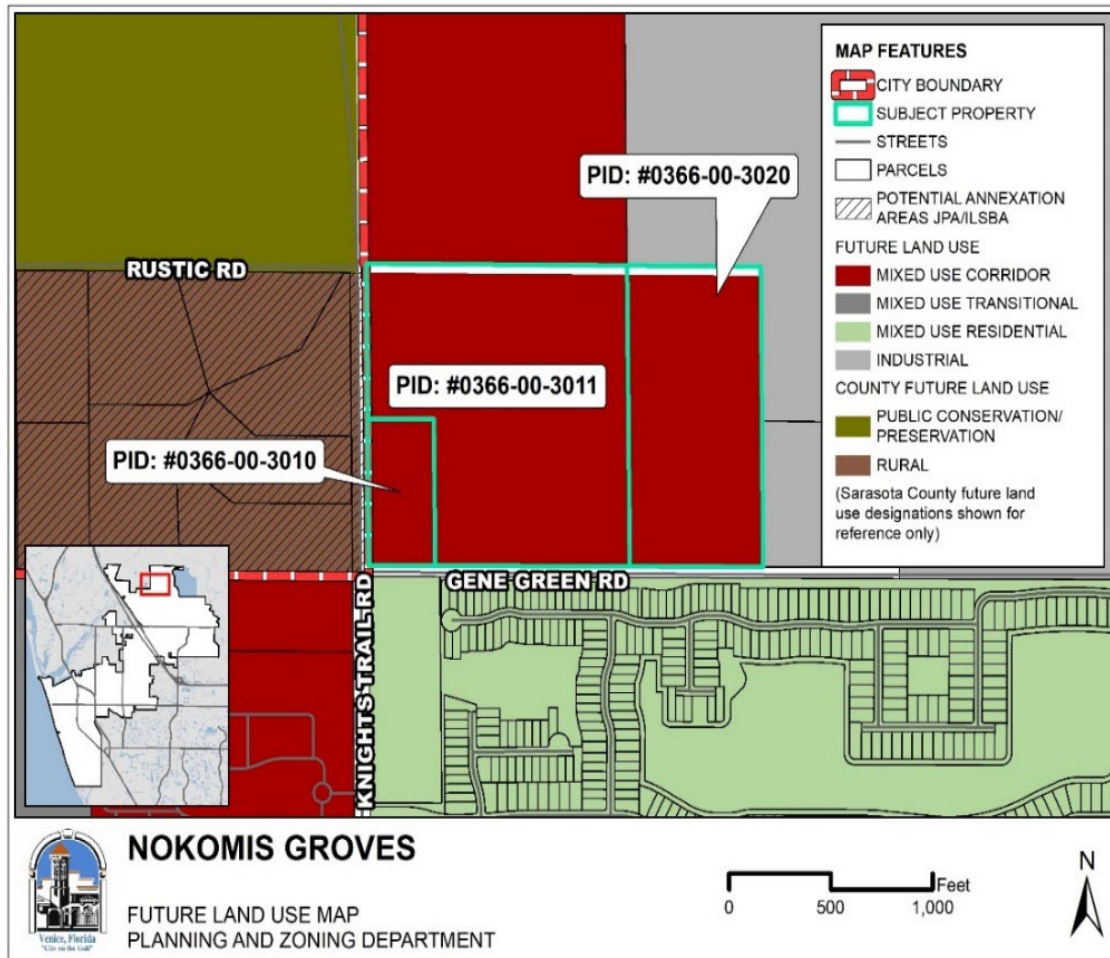 MAP FEATURES
CITY BOUNDARY
SUBJECT PROPERTY
STREETS
PARCELS
POTENTIAL ANNEXATION
AREAS JPA/ILSBA
FUTURE LAND USE
MIXED USE CORRIDOR
MIXED USE TRANSITIONAL
MIXED USE RESIDENTIAL
INDUSTRIAL
COUNTY FUTURE LAND USE
PUBLIC CONSERVATION/
PRESERVATION
RURAL
(Sarasota County future land
use designations shown for
reference only)
PID: #0366-00-3020
RUSTIC RD
PID: #0366-00-3011
PID: #0366-00-3010
GENE GREEN RD
KNIGHTS TRAIL RD
NOKOMIS GROVES
FUTURE LAND USE MAP
PLANNING AND ZONING DEPARTMENT
Venice, Florida
"City on the Gulf"
Feet
0 500 1,000
N